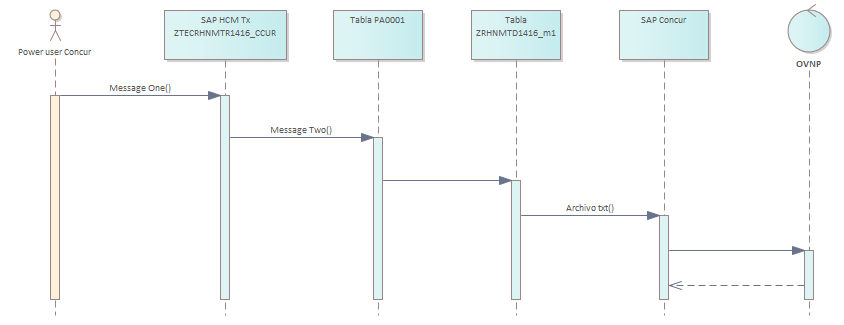 SAP HCM Tx
ZTECRHNMTR1416_CCUR
Tabla PA0001
Tabla
ZRHNMTD1416_m1
SAP Concur
Power user Concur
OVNP
Message One()
Message Two()
Archivo txt()